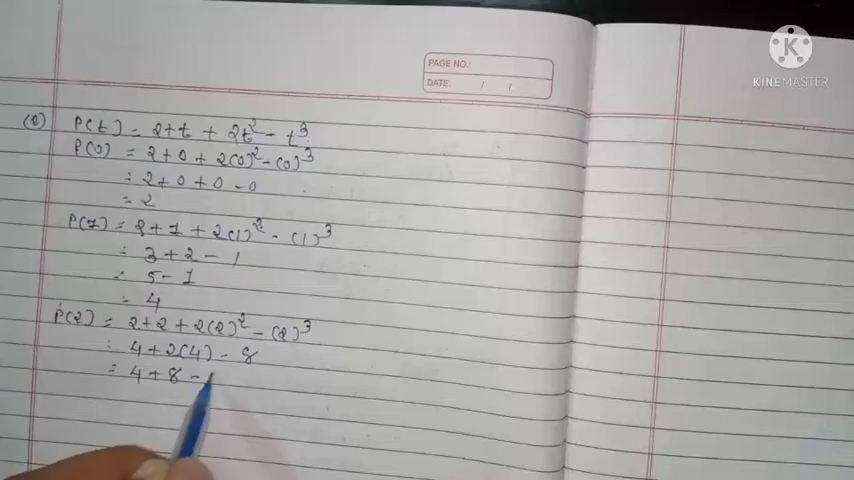 PAGE NO.:
DATE: / /
K
KINEMASTER
(2) P(t) = 2+t + 2t² - t³
P(0) = 2+0 + 2(0)² - (0)³
= 2+0+0-0
= 2
P(1) = 2+1 + 2(1)² - (1)³
= 3+2-1
= 5-1
= 4
P(2) = 2+2+2(2)² - (2)³
= 4+2(4) - 8
= 4+8 -